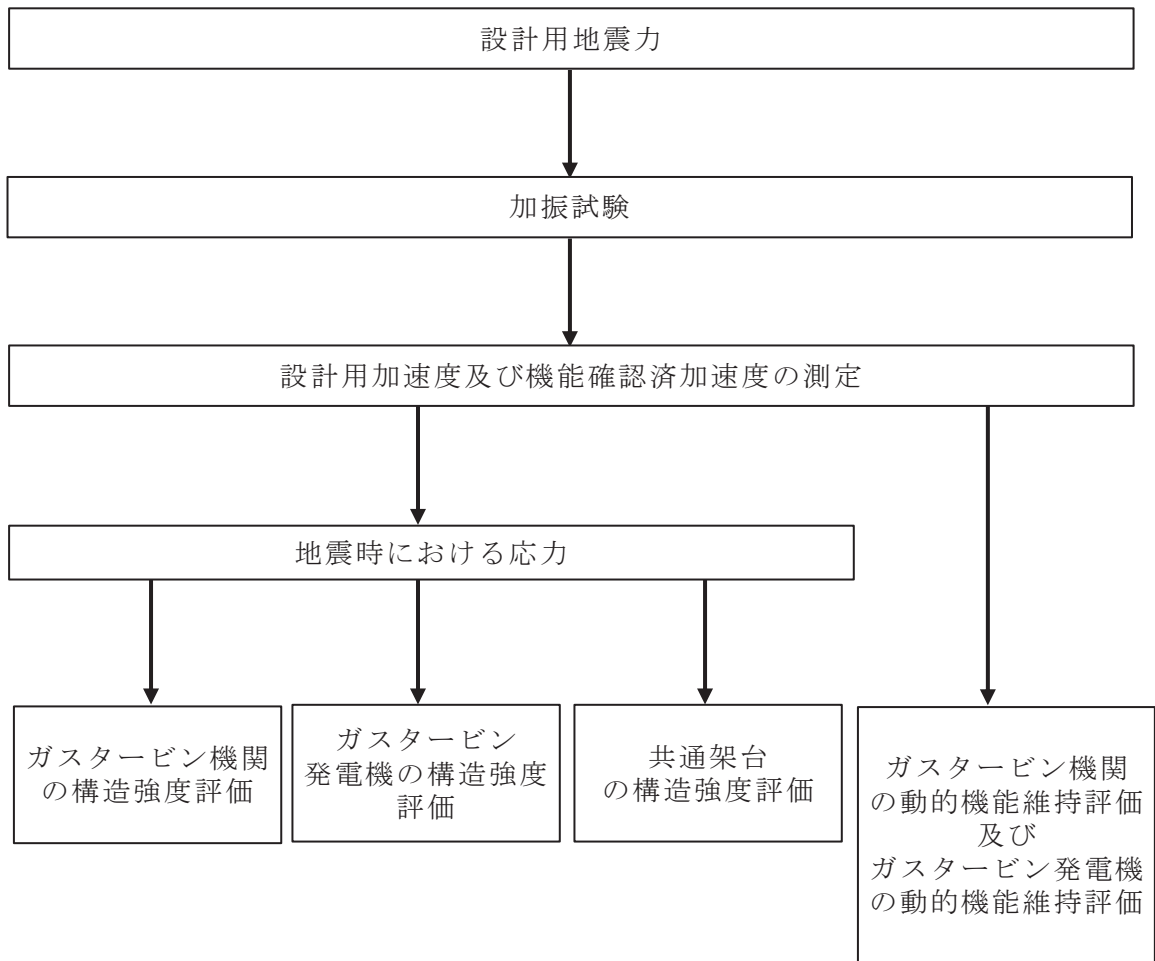 設計用地震力
加振試験
設計用加速度及び機能確認済加速度の測定
地震時における応力
ガスタービン機関
の構造強度評価
ガスタービン
発電機の構造強度
評価
共通架台
の構造強度評価
ガスタービン機関
の動的機能維持評価
及び
ガスタービン発電機
の動的機能維持評価